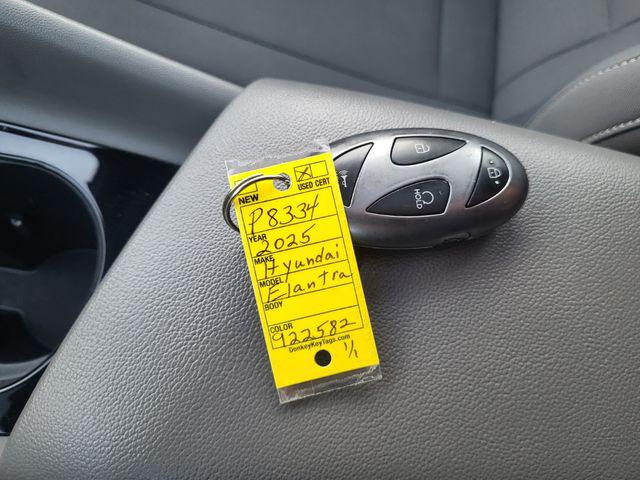 NEW
USED CERT
P8334
YEAR
2025
MAKE
Hyundai
MODEL
Elantra
BODY
COLOR
922582
DonkeyKeyTags.com
1/1
HOLD